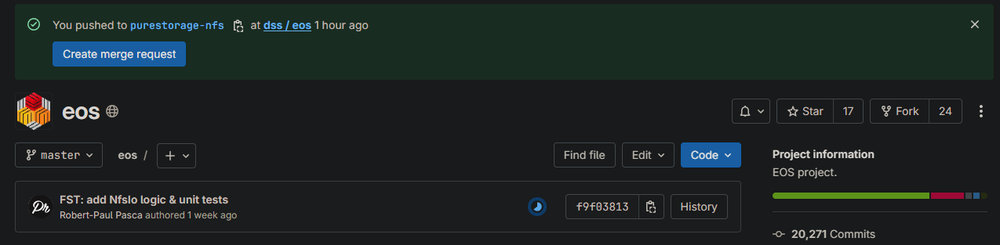 You pushed to purestorage-nfs at dss / eos 1 hour ago
Create merge request
eos
Star 17
Fork 24
master
eos /
Find file
Edit
Code
Project information
EOS project.
FST: add NfsIo logic & unit tests
Robert-Paul Pasca authored 1 week ago
f9f03813
History
20,271 Commits